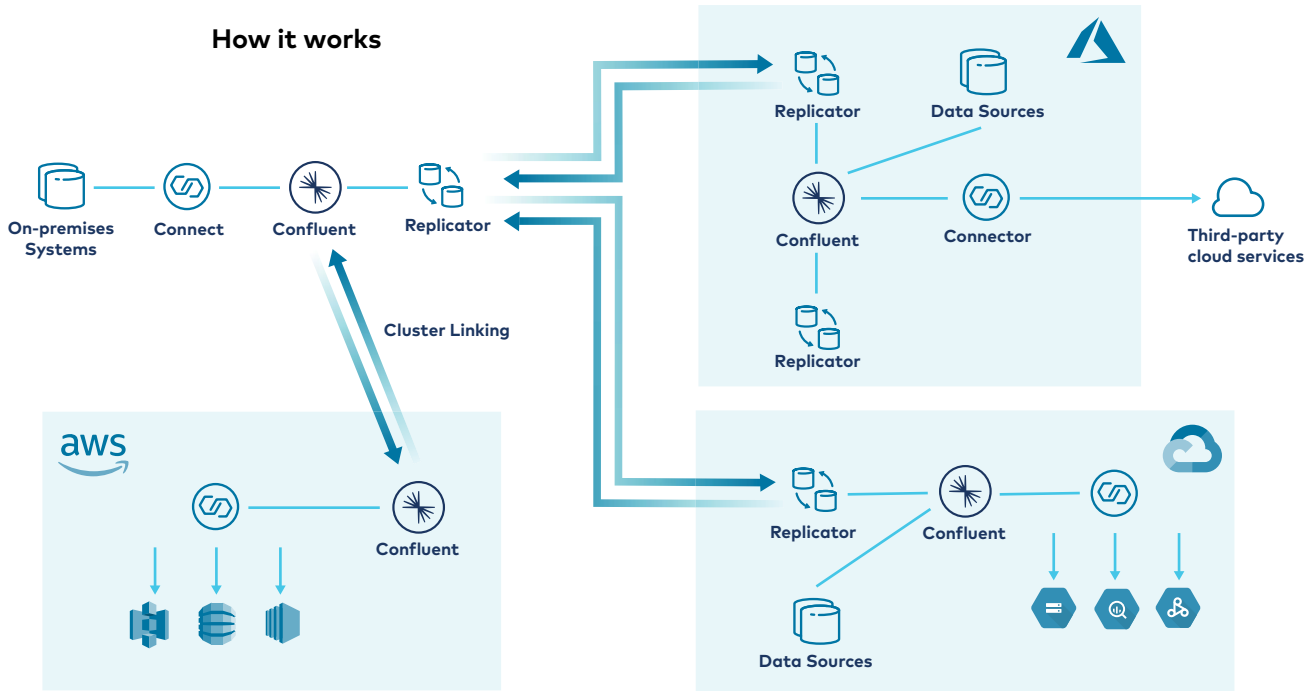 How it works
On-premises
Systems
Connect
Confluent
Replicator
Cluster Linking
Replicator
Data Sources
Confluent
Connector
Third-party
cloud services
Replicator
aws
Confluent
Replicator
Confluent
Data Sources